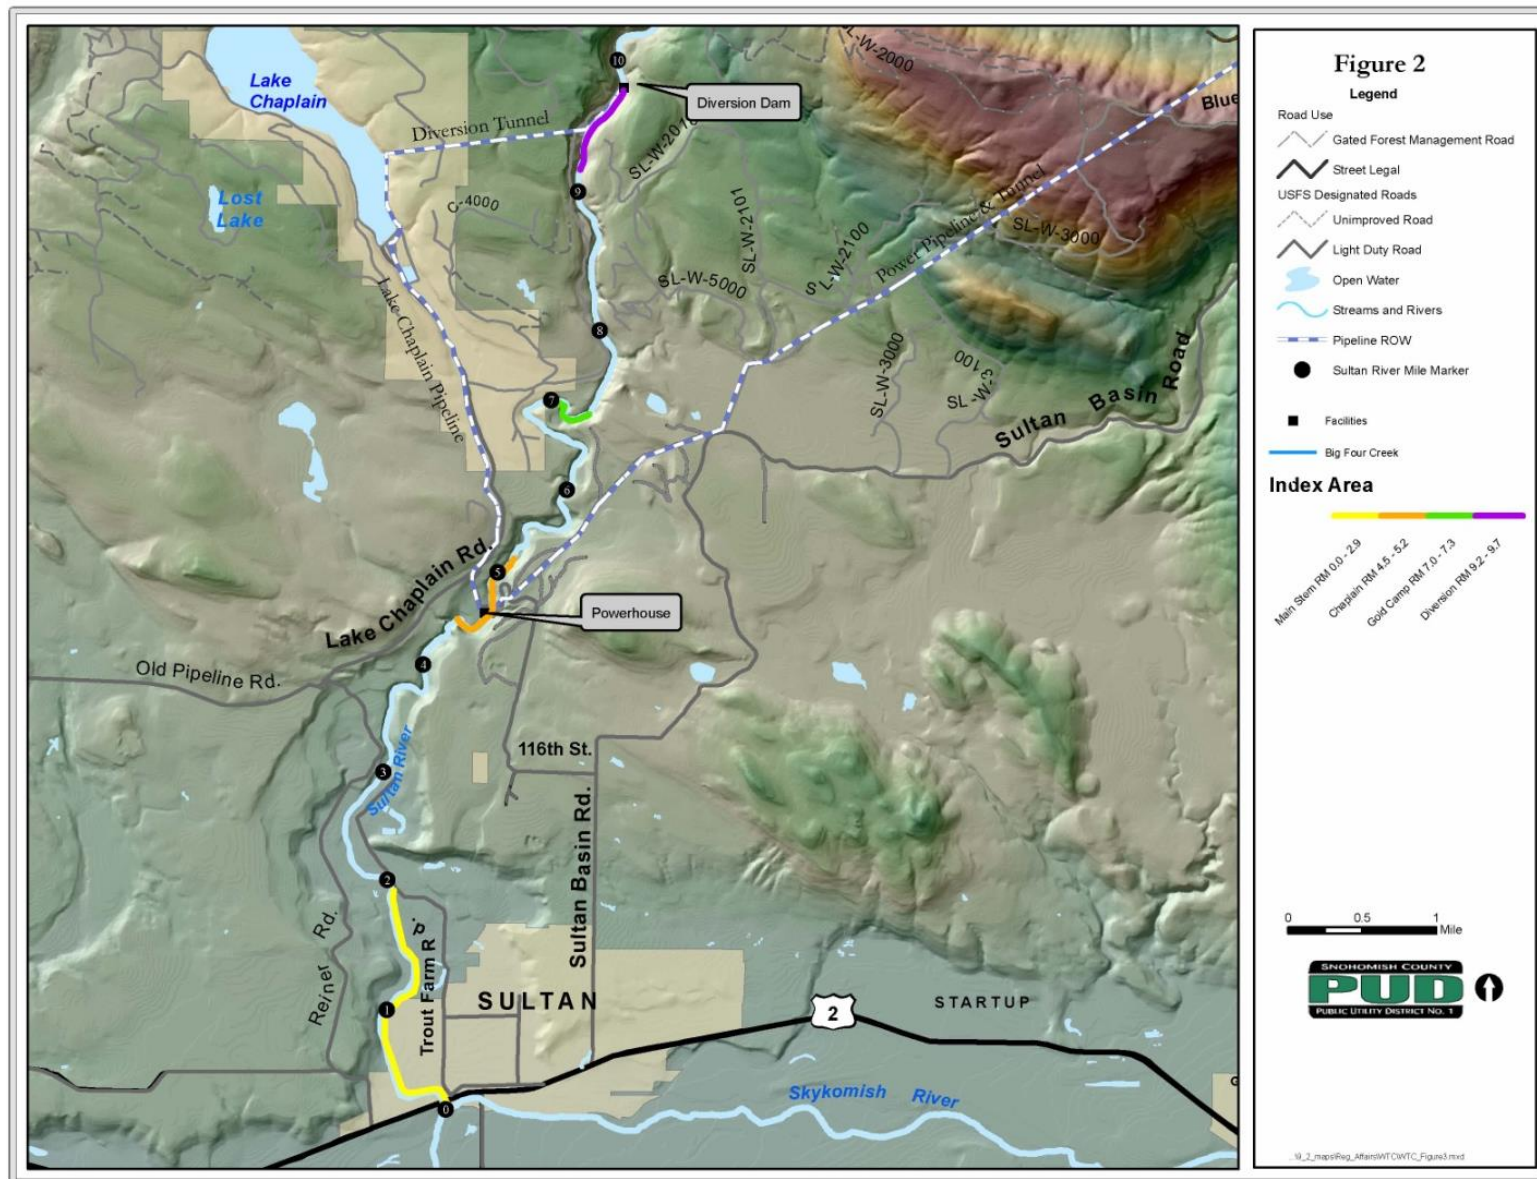 10
SL-W-2000
Lake
Chaplain
Diversion Dam
Blue
Diversion Tunnel
SL-W-2010
9
Lost
Lake
C-4000
SL-W-2101
SL-W-2100
Power Pipeline & Tunnel
SL-W-3000
SL-W-5000
Lake Chaplain Pipeline
8
SL-W-3000
SL-W-5100
Sultan Basin Road
7
6
Lake Chaplain Rd.
5
Powerhouse
Old Pipeline Rd.
4
116th St.
3
Sultan River
Sultan Basin Rd.
2
Reiner Rd.
Trout Farm Rd.
SULTAN
1
2
STARTUP
Skykomish River
0
Figure 2
Legend
Road Use
Gated Forest Management Road
Street Legal
USFS Designated Roads
Unimproved Road
Light Duty Road
Open Water
Streams and Rivers
Pipeline ROW
Sultan River Mile Marker
Facilities
Big Four Creek
Index Area
Main Stem RM 0.0 - 2.9
Chaplain RM 4.5 - 5.2
Gold Camp RM 7.0 - 7.3
Diversion RM 9.2 - 9.7
0 0.5 1
Mile
SNOHOMISH COUNTY
PUD
PUBLIC UTILITY DISTRICT NO. 1